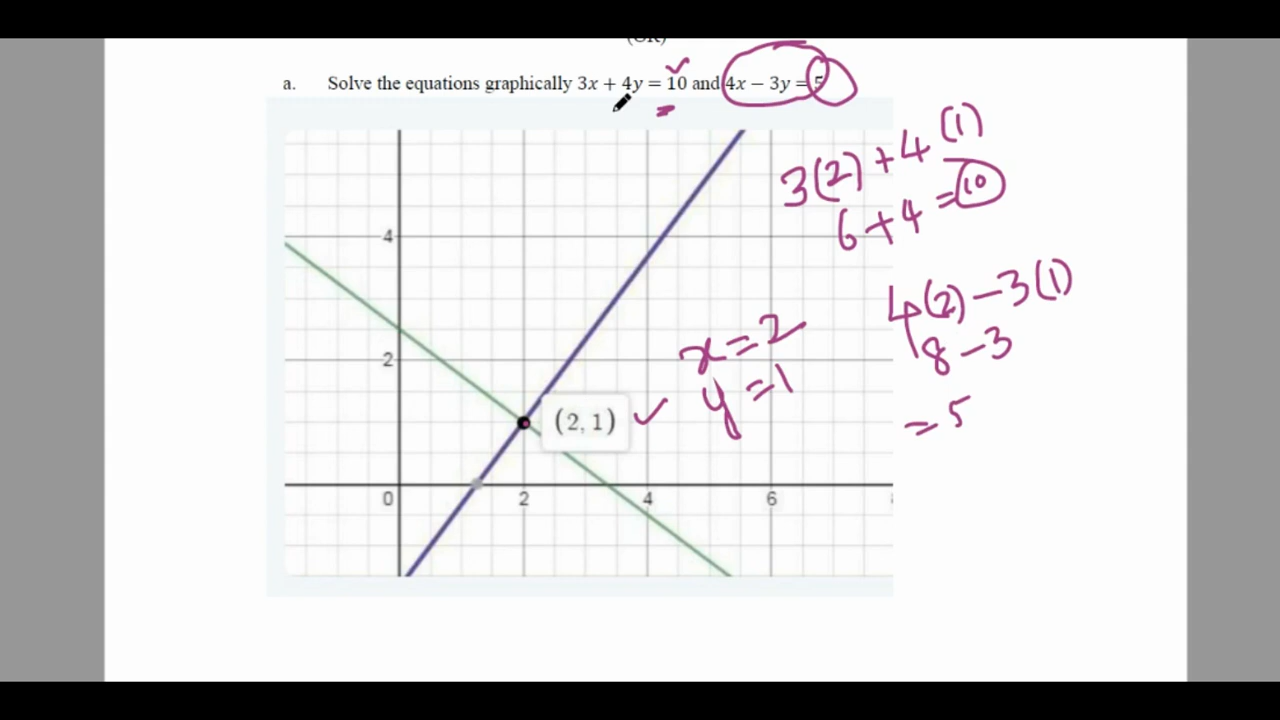 (OR)
a. Solve the equations graphically 3x + 4y = 10 and 4x − 3y = 5
3(2) + 4(1)
6 + 4 = 10
4
4(2) − 3(1)
8 − 3
x = 2
2
y = 1
(2, 1)
= 5
0 2 4 6